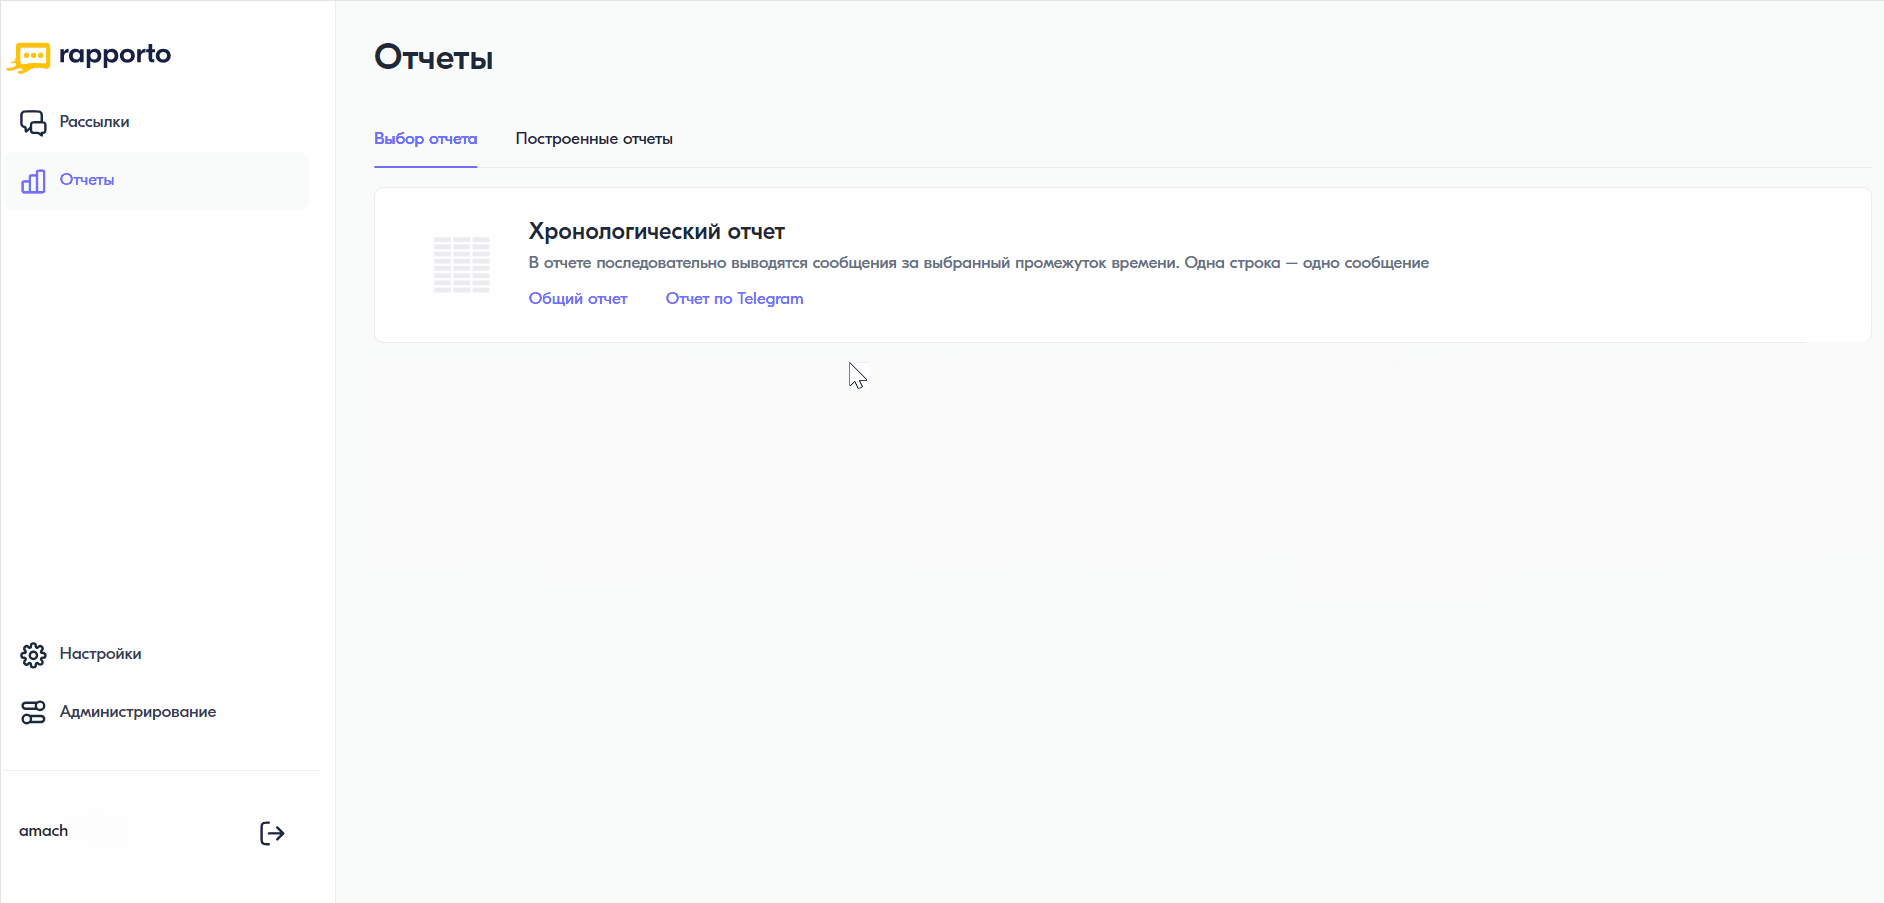 rapporto
Рассылки
Отчеты
Настройки
Администрирование
amach
Отчеты
Выбор отчета
Построенные отчеты
Хронологический отчет
В отчете последовательно выводятся сообщения за выбранный промежуток времени. Одна строка — одно сообщение
Общий отчет
Отчет по Telegram